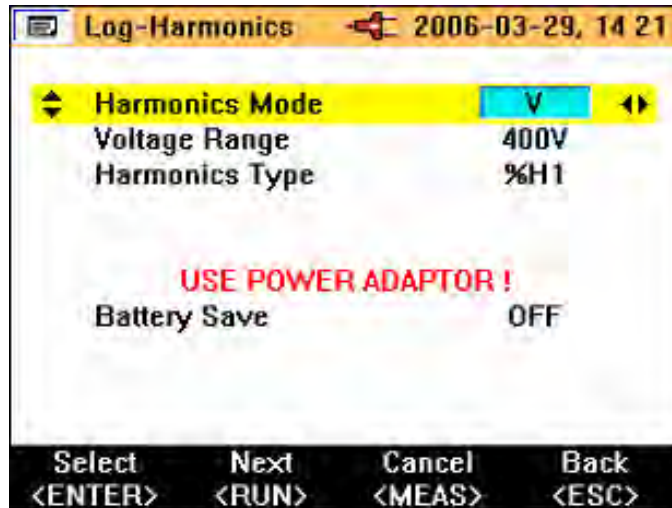 Log-Harmonics 2006-03-29, 14 21
Harmonics Mode V
Voltage Range 400V
Harmonics Type %H1
USE POWER ADAPTOR !
Battery Save OFF
Select Next Cancel Back
<ENTER> <RUN> <MEAS> <ESC>